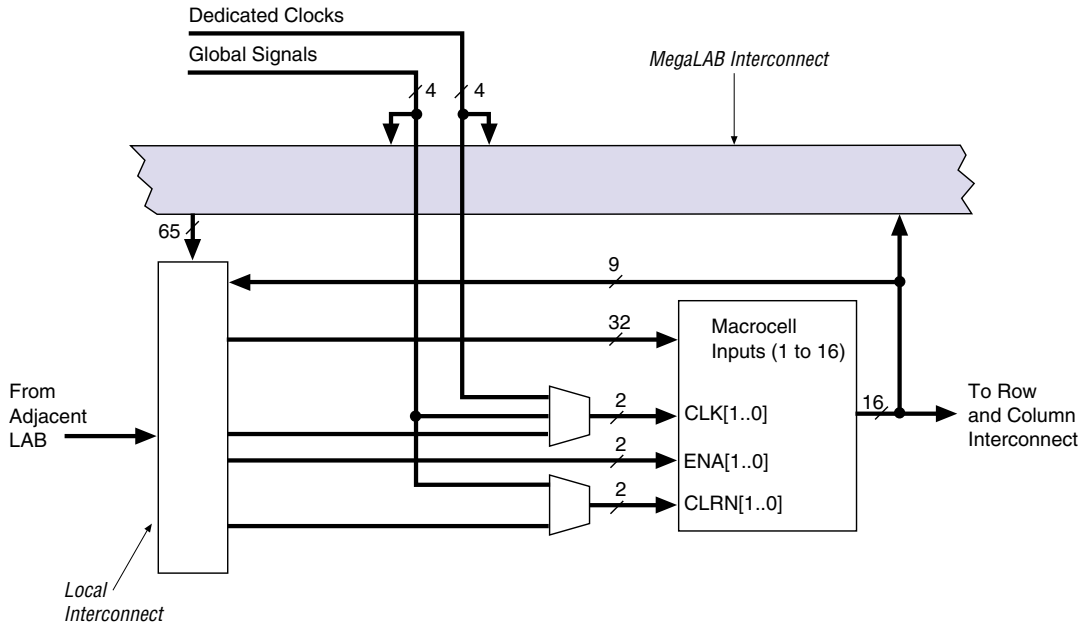 Dedicated Clocks
Global Signals
MegaLAB Interconnect
4
4
65
9
32
Macrocell
Inputs (1 to 16)
From
Adjacent
LAB
2
CLK[1..0]
16
To Row
and Column
Interconnect
2
ENA[1..0]
2
CLRN[1..0]
Local
Interconnect